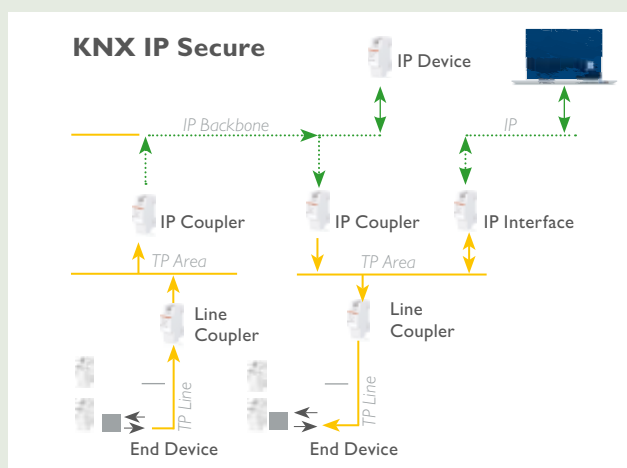 KNX IP Secure
IP Device
IP Backbone
IP
IP Coupler
IP Coupler
IP Interface
TP Area
TP Area
Line
Coupler
Line
Coupler
TP Line
TP Line
End Device
End Device